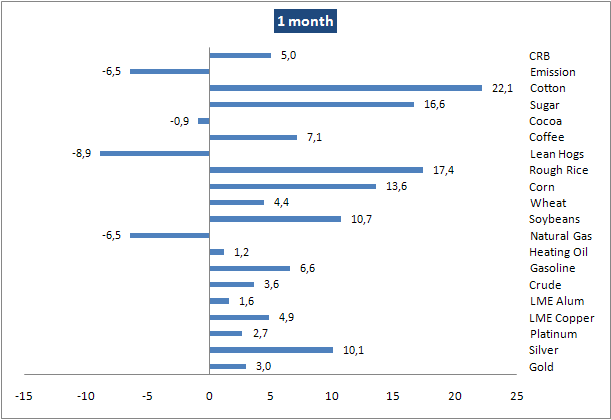 1 month
5,0 CRB
-6,5 Emission
22,1 Cotton
16,6 Sugar
-0,9 Cocoa
7,1 Coffee
-8,9 Lean Hogs
17,4 Rough Rice
13,6 Corn
4,4 Wheat
10,7 Soybeans
-6,5 Natural Gas
1,2 Heating Oil
6,6 Gasoline
3,6 Crude
1,6 LME Alum
4,9 LME Copper
2,7 Platinum
10,1 Silver
3,0 Gold
-15 -10 -5 0 5 10 15 20 25